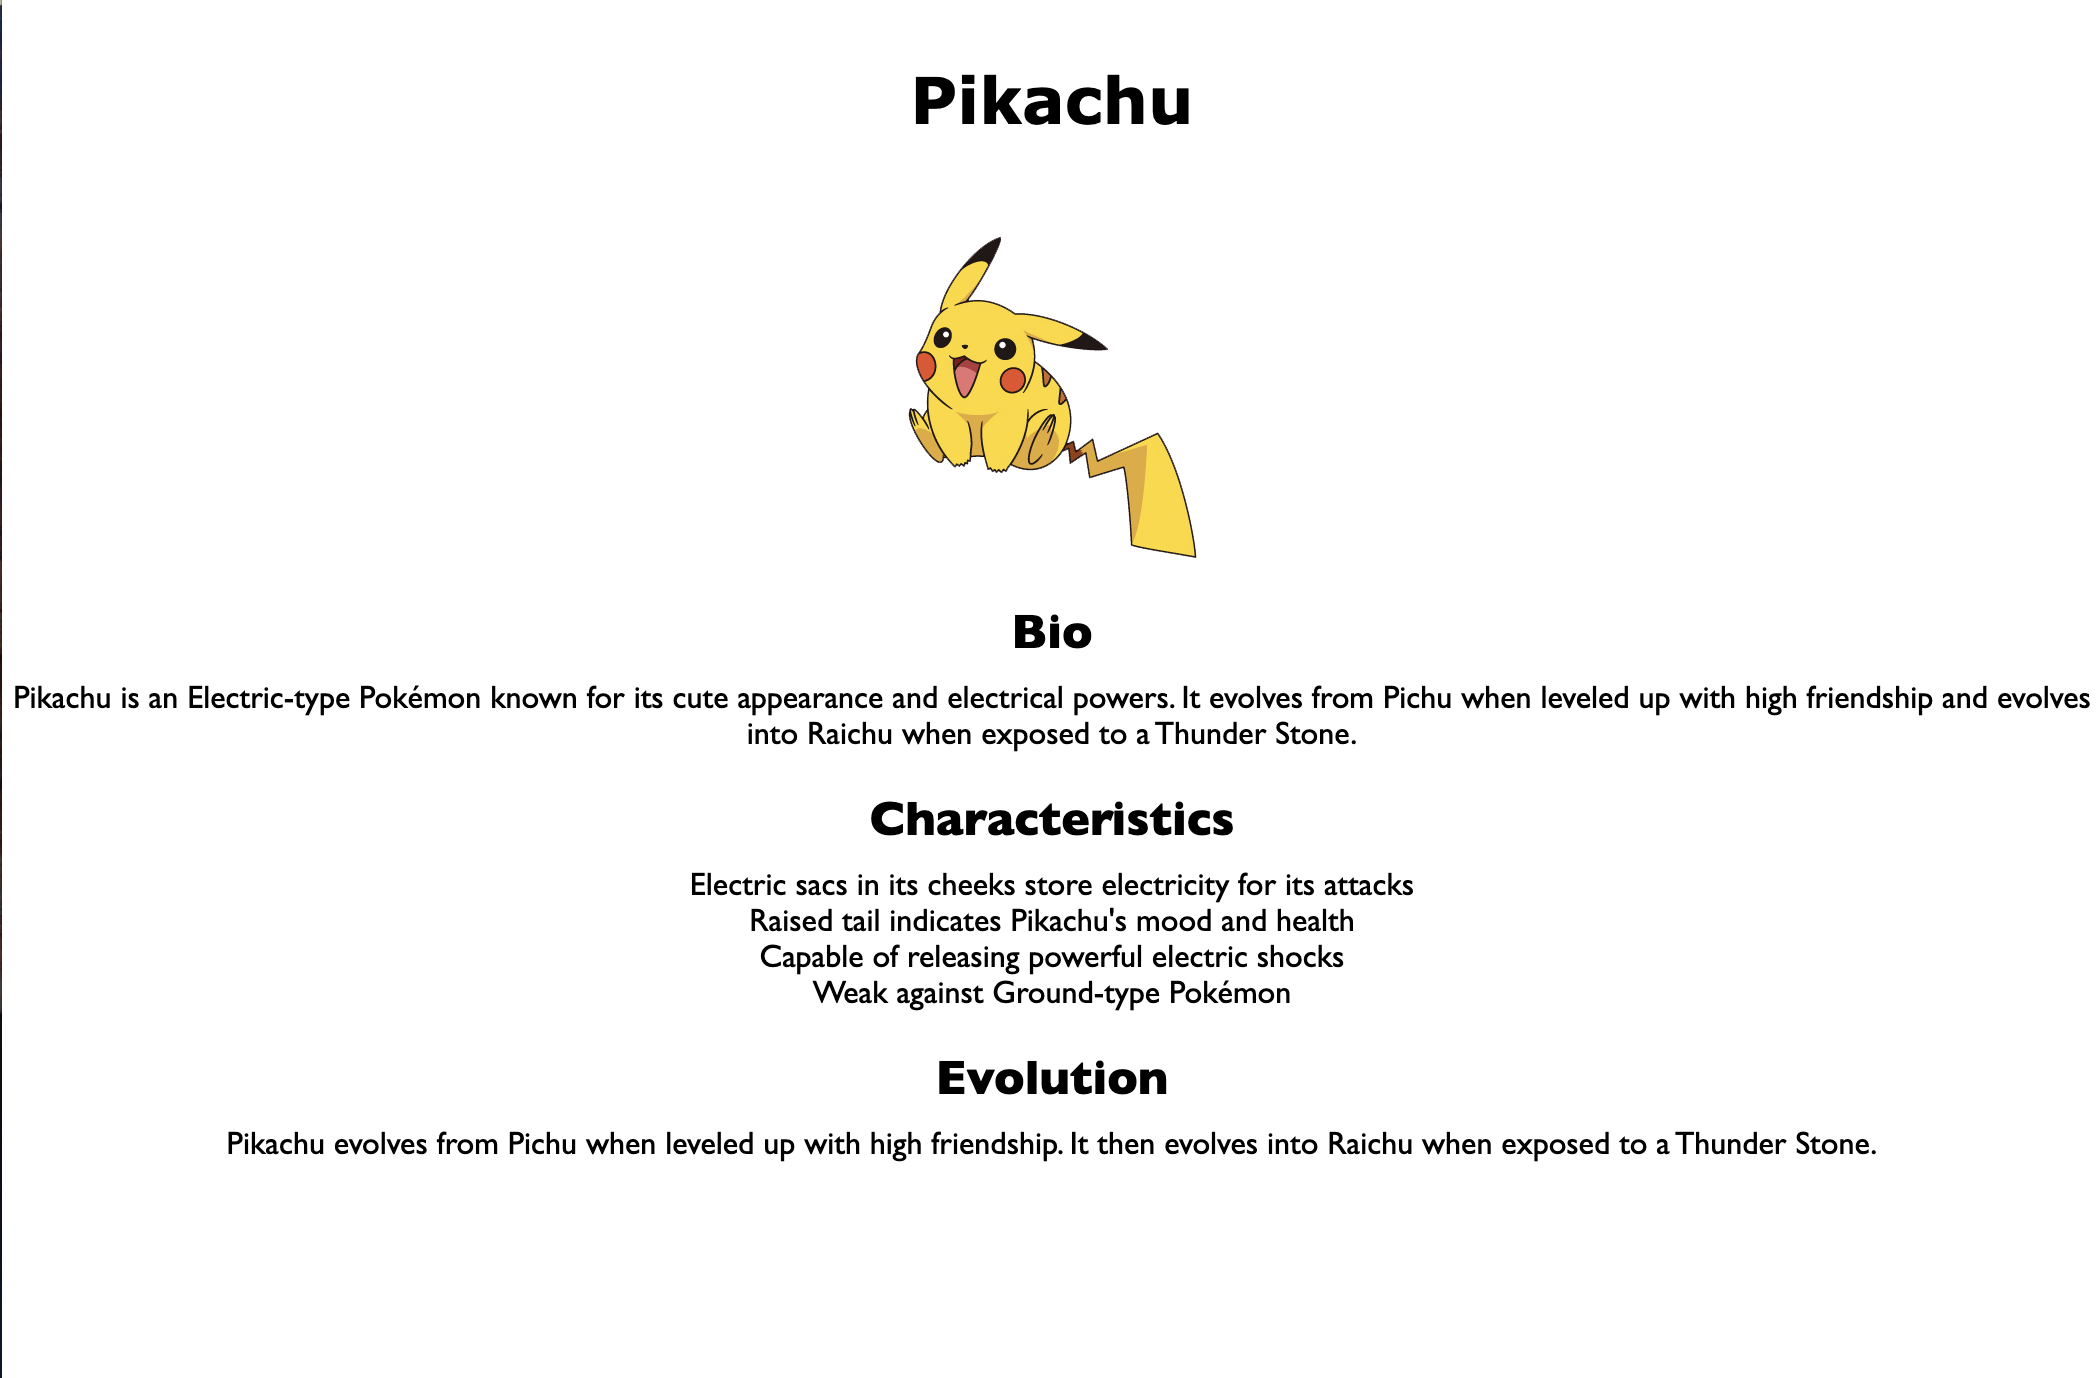 Pikachu
Bio
Pikachu is an Electric-type Pokémon known for its cute appearance and electrical powers. It evolves from Pichu when leveled up with high friendship and evolves
into Raichu when exposed to a Thunder Stone.
Characteristics
Electric sacs in its cheeks store electricity for its attacks
Raised tail indicates Pikachu's mood and health
Capable of releasing powerful electric shocks
Weak against Ground-type Pokémon
Evolution
Pikachu evolves from Pichu when leveled up with high friendship. It then evolves into Raichu when exposed to a Thunder Stone.